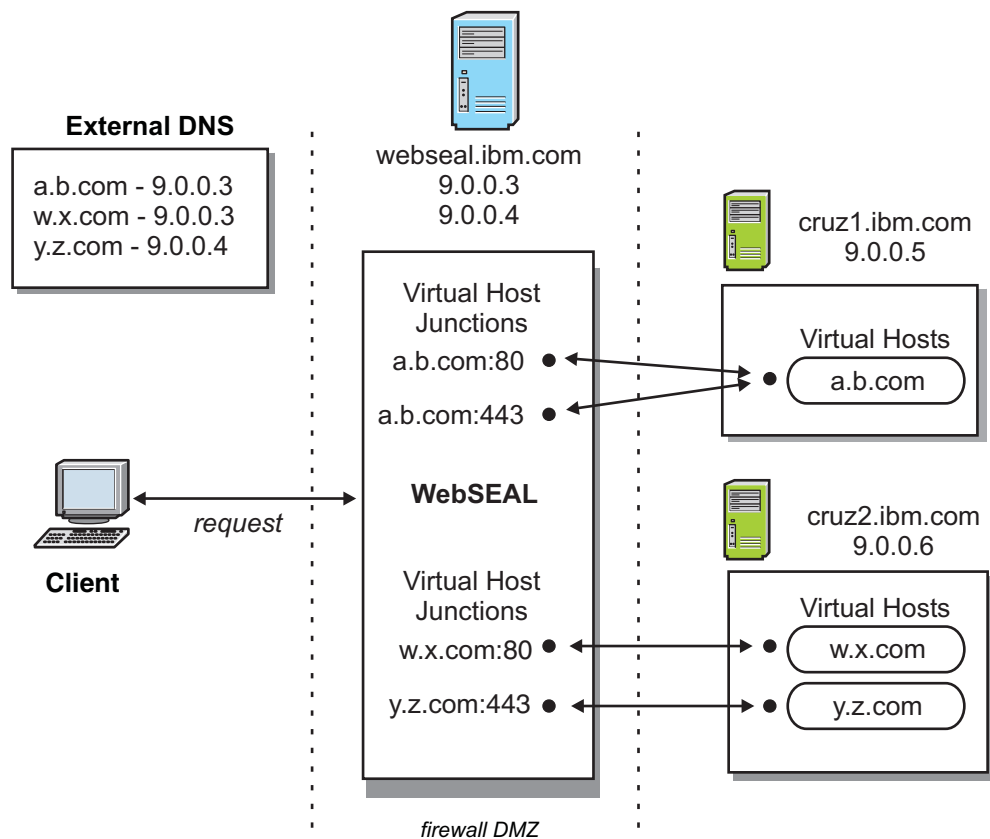 External DNS
a.b.com - 9.0.0.3
w.x.com - 9.0.0.3
y.z.com - 9.0.0.4
webseal.ibm.com
9.0.0.3
9.0.0.4
Virtual Host
Junctions
a.b.com:80
a.b.com:443
WebSEAL
Virtual Host
Junctions
w.x.com:80
y.z.com:443
request
Client
cruz1.ibm.com
9.0.0.5
Virtual Hosts
a.b.com
cruz2.ibm.com
9.0.0.6
Virtual Hosts
w.x.com
y.z.com
firewall DMZ